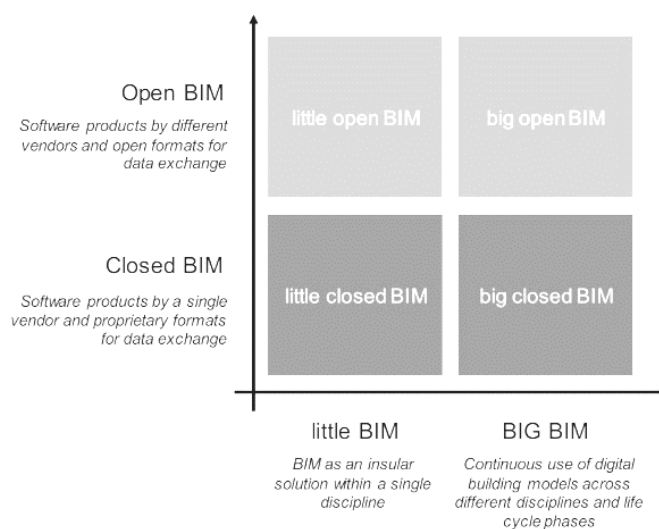 Open BIM
Software products by different
vendors and open formats for
data exchange
little open BIM
big open BIM
Closed BIM
Software products by a single
vendor and proprietary formats
for data exchange
little closed BIM
big closed BIM
little BIM
BIM as an insular
solution within a single
discipline
BIG BIM
Continuous use of digital
building models across
different disciplines and life
cycle phases